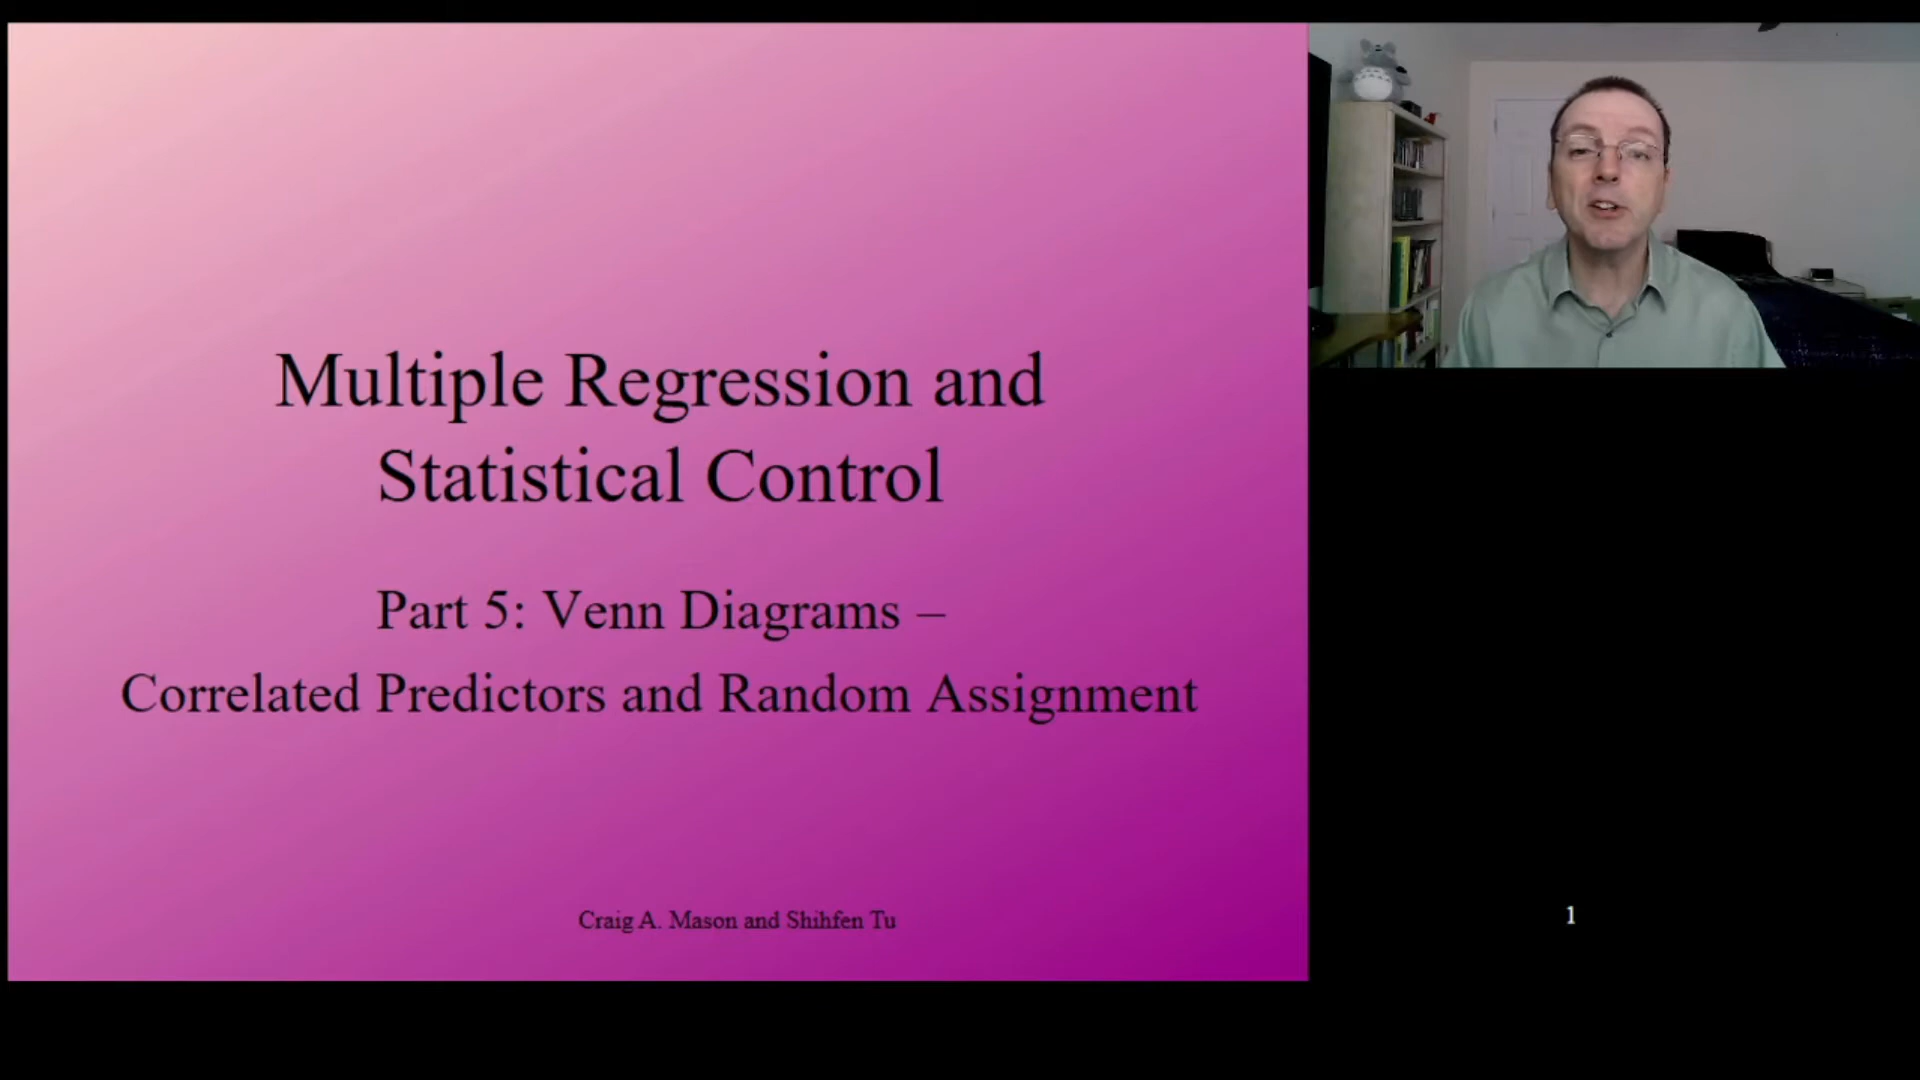 Multiple Regression and
Statistical Control
Part 5: Venn Diagrams –
Correlated Predictors and Random Assignment
Craig A. Mason and Shihfen Tu
1